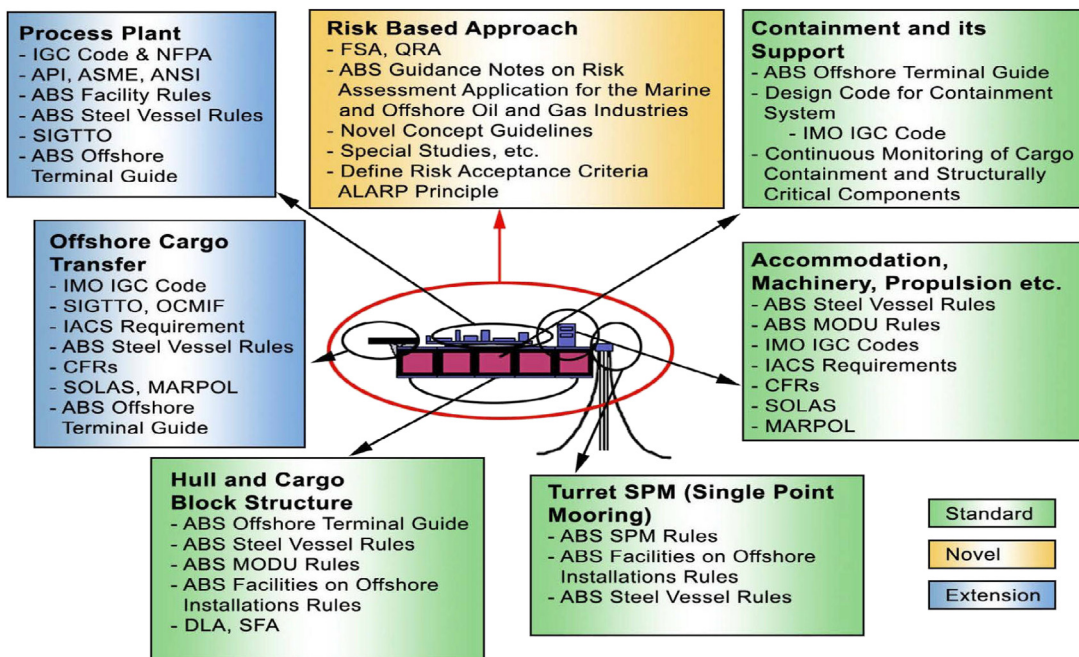 Process Plant
- IGC Code & NFPA
- API, ASME, ANSI
- ABS Facility Rules
- ABS Steel Vessel Rules
- SIGTTO
- ABS Offshore
Terminal Guide
Risk Based Approach
- FSA, QRA
- ABS Guidance Notes on Risk
Assessment Application for the Marine
and Offshore Oil and Gas Industries
- Novel Concept Guidelines
- Special Studies, etc.
- Define Risk Acceptance Criteria
ALARP Principle
Containment and its
Support
- ABS Offshore Terminal Guide
- Design Code for Containment
System
- IMO IGC Code
- Continuous Monitoring of Cargo
Containment and Structurally
Critical Components
Offshore Cargo
Transfer
- IMO IGC Code
- SIGTTO, OCMIF
- IACS Requirement
- ABS Steel Vessel Rules
- CFRs
- SOLAS, MARPOL
- ABS Offshore
Terminal Guide
Accommodation,
Machinery, Propulsion etc.
- ABS Steel Vessel Rules
- ABS MODU Rules
- IMO IGC Codes
- IACS Requirements
- CFRs
- SOLAS
- MARPOL
Hull and Cargo
Block Structure
- ABS Offshore Terminal Guide
- ABS Steel Vessel Rules
- ABS MODU Rules
- ABS Facilities on Offshore
Installations Rules
- DLA, SFA
Turret SPM (Single Point
Mooring)
- ABS SPM Rules
- ABS Facilities on Offshore
Installations Rules
- ABS Steel Vessel Rules
Standard
Novel
Extension